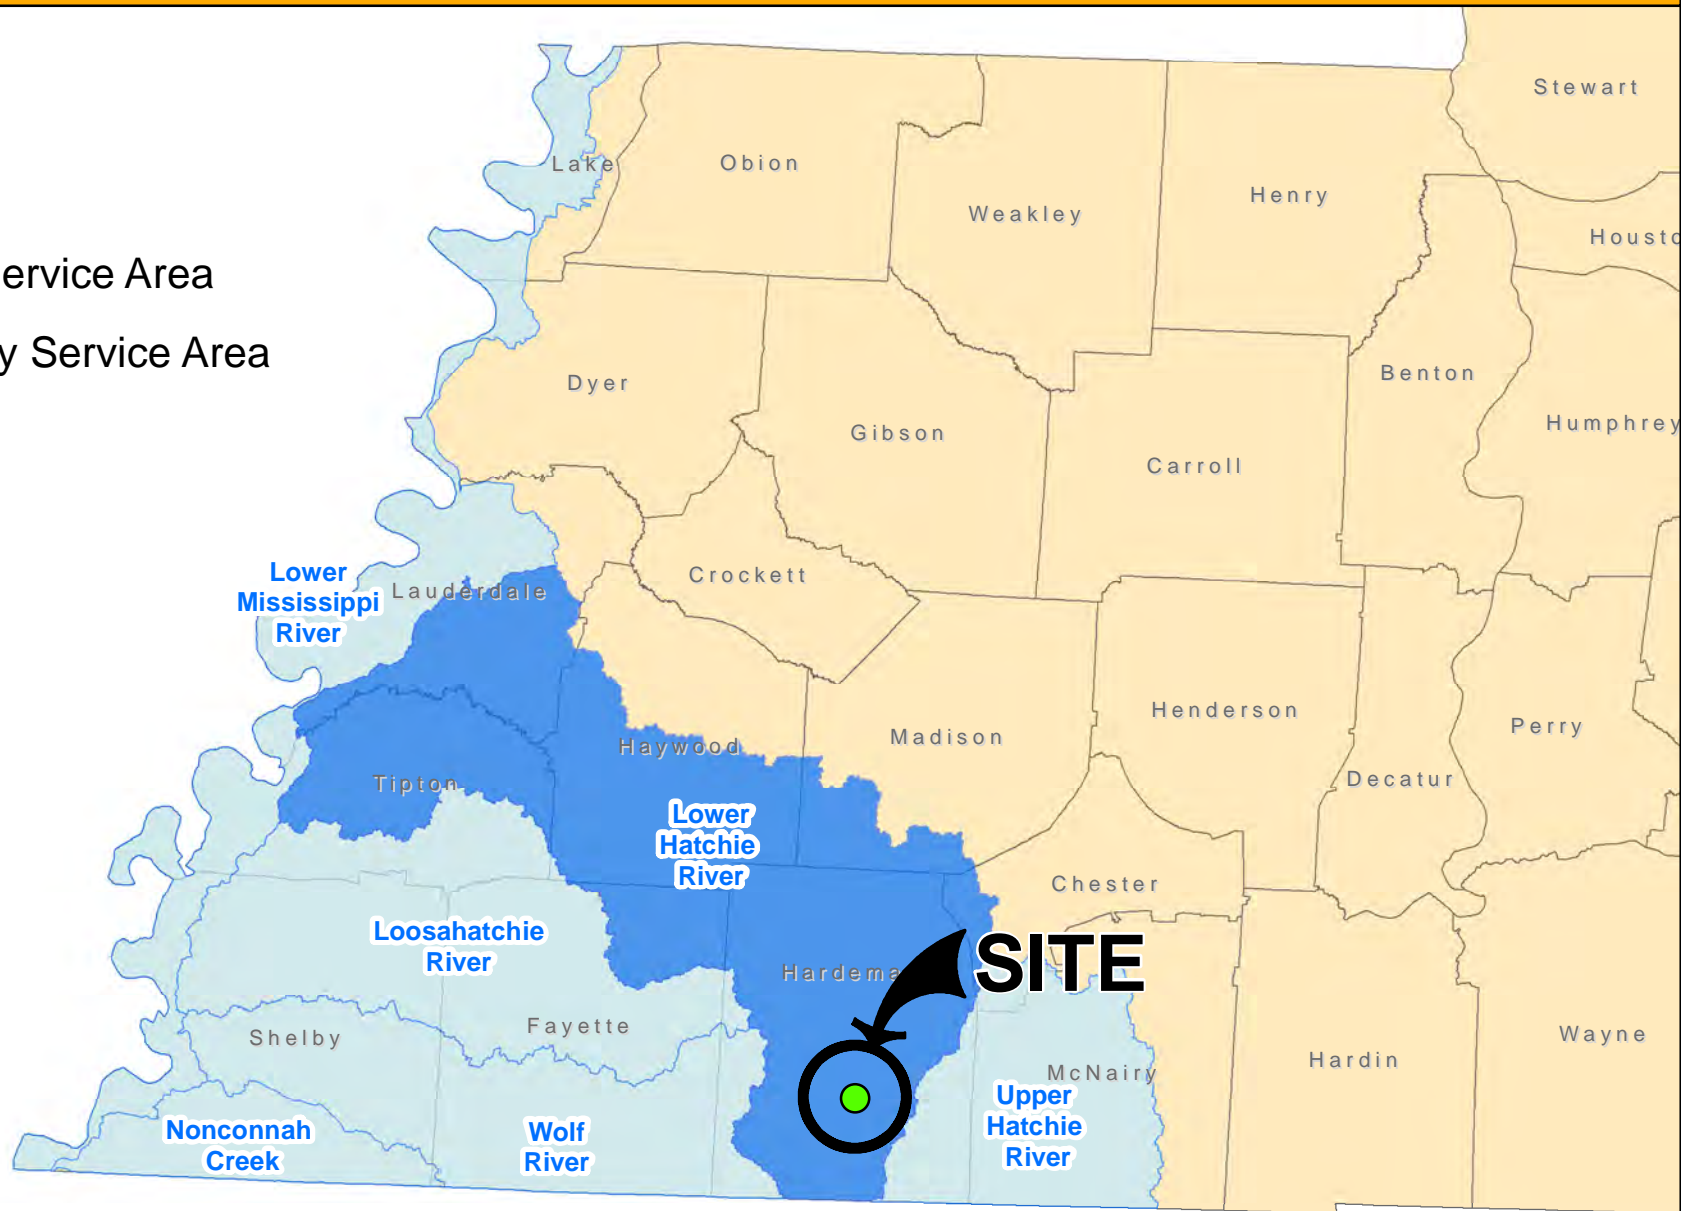 Stewart
Lake
Obion
Henry
Weakley
Housto
ervice Area
y Service Area
Dyer
Benton
Gibson
Humphrey
Carroll
Lower
Mississippi
River
Lauderdale
Crockett
Henderson
Perry
Haywood
Madison
Tipton
Decatur
Lower
Hatchie
River
Chester
Loosahatchie
River
SITE
Hardema
Shelby
Fayette
Wayne
Hardin
McNairy
Upper
Hatchie
River
Nonconnah
Creek
Wolf
River